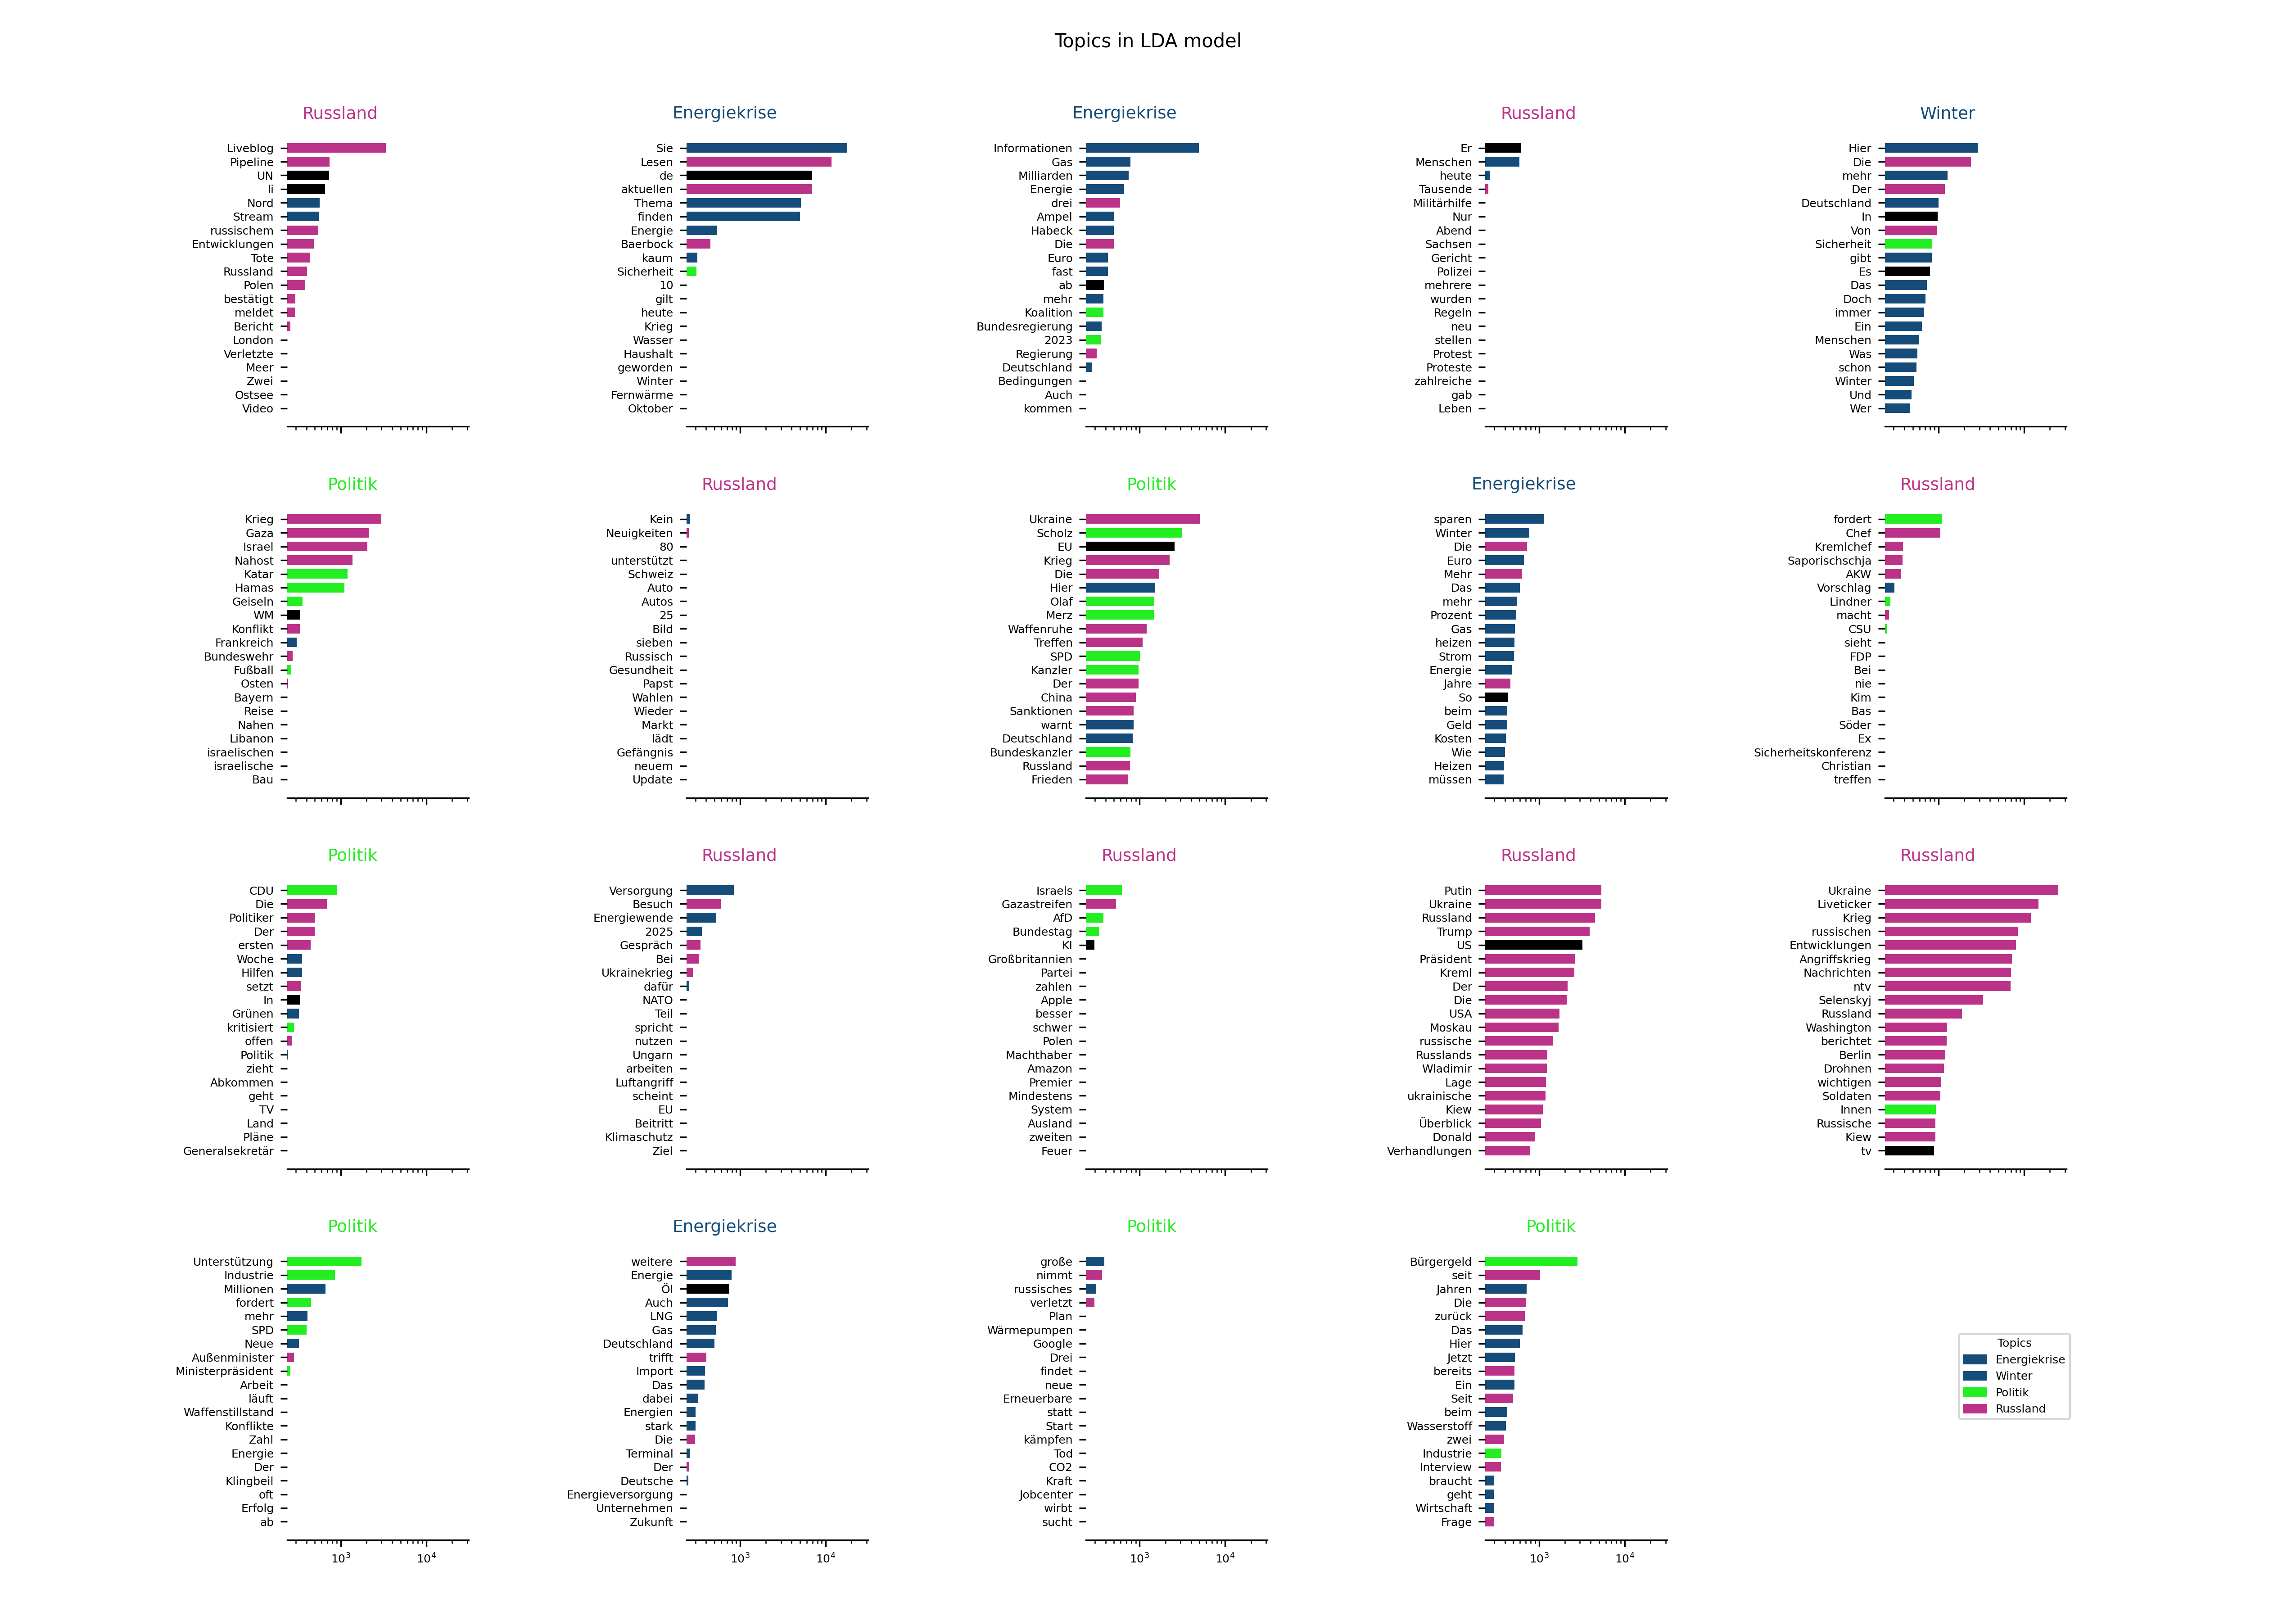 Topics in LDA model
Russland
Liveblog
Pipeline
UN
li
Nord
Stream
russischem
Entwicklungen
Tote
Russland
Polen
bestätigt
meldet
Bericht
London
Verletzte
Meer
Zwei
Ostsee
Video
Energiekrise
Sie
Lesen
de
aktuellen
Thema
finden
Energie
Baerbock
kaum
Sicherheit
10
gilt
heute
Krieg
Wasser
Haushalt
geworden
Winter
Fernwärme
Oktober
Energiekrise
Informationen
Gas
Milliarden
Energie
drei
Ampel
Habeck
Die
Euro
fast
ab
mehr
Koalition
Bundesregierung
2023
Regierung
Deutschland
Bedingungen
Auch
kommen
Russland
Er
Menschen
heute
Tausende
Militärhilfe
Nur
Abend
Sachsen
Gericht
Polizei
mehrere
wurden
Regeln
neu
stellen
Protest
Proteste
zahlreiche
gab
Leben
Winter
Hier
Die
mehr
Der
Deutschland
In
Von
Sicherheit
gibt
Es
Das
Doch
immer
Ein
Menschen
Was
schon
Winter
Und
Wer
Politik
Krieg
Gaza
Israel
Nahost
Katar
Hamas
Geiseln
WM
Konflikt
Frankreich
Bundeswehr
Fußball
Osten
Bayern
Reise
Nahen
Libanon
israelischen
israelische
Bau
Russland
Kein
Neuigkeiten
80
unterstützt
Schweiz
Auto
Autos
25
Bild
sieben
Russisch
Gesundheit
Papst
Wahlen
Wieder
Markt
lädt
Gefängnis
neuem
Update
Politik
Ukraine
Scholz
EU
Krieg
Die
Hier
Olaf
Merz
Waffenruhe
Treffen
SPD
Kanzler
Der
China
Sanktionen
warnt
Deutschland
Bundeskanzler
Russland
Frieden
Energiekrise
sparen
Winter
Die
Euro
Mehr
Das
mehr
Prozent
Gas
heizen
Strom
Energie
Jahre
So
beim
Geld
Kosten
Wie
Heizen
müssen
Russland
fordert
Chef
Kremlchef
Saporischschja
AKW
Vorschlag
Lindner
macht
CSU
sieht
FDP
Bei
nie
Kim
Bas
Söder
Ex
Sicherheitskonferenz
Christian
treffen
Politik
CDU
Die
Politiker
Der
ersten
Woche
Hilfen
setzt
In
Grünen
kritisiert
offen
Politik
zieht
Abkommen
geht
TV
Land
Pläne
Generalsekretär
Russland
Versorgung
Besuch
Energiewende
2025
Gespräch
Bei
Ukrainekrieg
dafür
NATO
Teil
spricht
nutzen
Ungarn
arbeiten
Luftangriff
scheint
EU
Beitritt
Klimaschutz
Ziel
Russland
Israels
Gazastreifen
AfD
Bundestag
KI
Großbritannien
Partei
zahlen
Apple
besser
schwer
Polen
Machthaber
Amazon
Premier
Mindestens
System
Ausland
zweiten
Feuer
Russland
Putin
Ukraine
Russland
Trump
US
Präsident
Kreml
Der
Die
USA
Moskau
russische
Russlands
Wladimir
Lage
ukrainische
Kiew
Überblick
Donald
Verhandlungen
Russland
Ukraine
Liveticker
Krieg
russischen
Entwicklungen
Angriffskrieg
Nachrichten
ntv
Selenskyj
Russland
Washington
berichtet
Berlin
Drohnen
wichtigen
Soldaten
Innen
Russische
Kiew
tv
Politik
Unterstützung
Industrie
Millionen
fordert
mehr
SPD
Neue
Außenminister
Ministerpräsident
Arbeit
läuft
Waffenstillstand
Konflikte
Zahl
Energie
Der
Klingbeil
oft
Erfolg
ab
10³ 10⁴
Energiekrise
weitere
Energie
Öl
Auch
LNG
Gas
Deutschland
trifft
Import
Das
dabei
Energien
stark
Die
Terminal
Der
Deutsche
Energieversorgung
Unternehmen
Zukunft
10³ 10⁴
Politik
große
nimmt
russisches
verletzt
Plan
Wärmepumpen
Google
Drei
findet
neue
Erneuerbare
statt
Start
kämpfen
Tod
CO2
Kraft
Jobcenter
wirbt
sucht
10³ 10⁴
Politik
Bürgergeld
seit
Jahren
Die
zurück
Das
Hier
Jetzt
bereits
Ein
Seit
beim
Wasserstoff
zwei
Industrie
Interview
braucht
geht
Wirtschaft
Frage
10³ 10⁴
Topics
Energiekrise
Winter
Politik
Russland